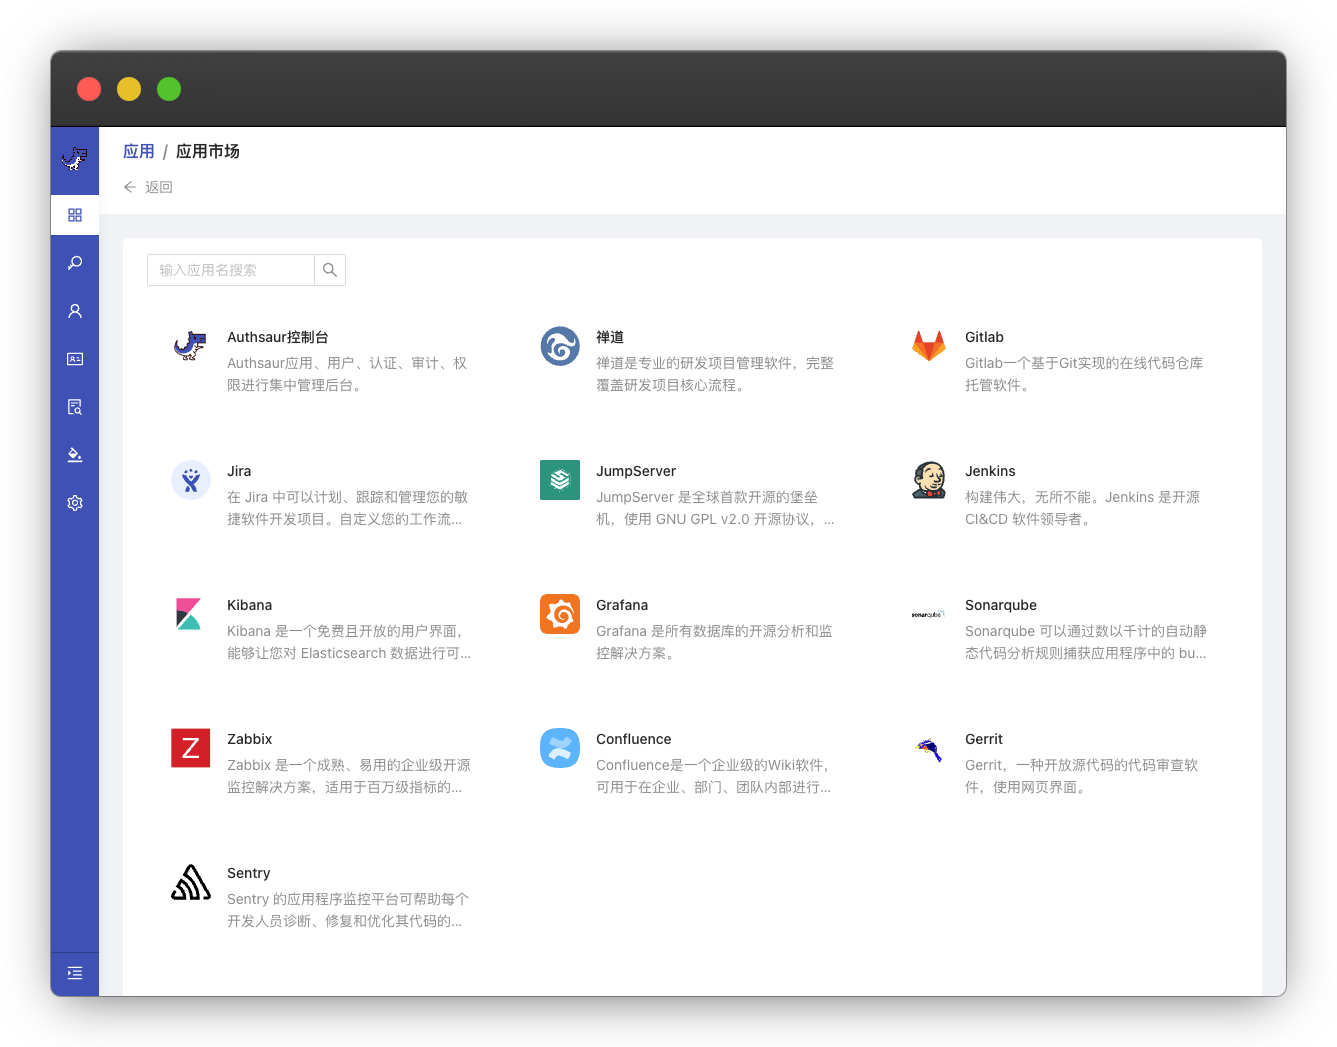 应用 / 应用市场
返回
输入应用名搜索
Authsaur控制台
Authsaur应用、用户、认证、审计、权
限进行集中管理后台。
禅道
禅道是专业的研发项目管理软件，完整
覆盖研发项目核心流程。
Gitlab
Gitlab一个基于Git实现的在线代码仓库
托管软件。
Jira
在 Jira 中可以计划、跟踪和管理您的敏
捷软件开发项目。自定义您的工作流...
JumpServer
JumpServer 是全球首款开源的堡垒
机，使用 GNU GPL v2.0 开源协议，...
Jenkins
构建伟大，无所不能。Jenkins 是开源
CI&CD 软件领导者。
Kibana
Kibana 是一个免费且开放的用户界面，
能够让您对 Elasticsearch 数据进行可...
Grafana
Grafana 是所有数据库的开源分析和监
控解决方案。
sonarqube
Sonarqube
Sonarqube 可以通过数以千计的自动静
态代码分析规则捕获应用程序中的 bu...
Z
Zabbix
Zabbix 是一个成熟、易用的企业级开源
监控解决方案，适用于百万级指标的...
Confluence
Confluence是一个企业级的Wiki软件，
可用于在企业、部门、团队内部进行...
Gerrit
Gerrit，一种开放源代码的代码审查软
件，使用网页界面。
Sentry
Sentry 的应用程序监控平台可帮助每个
开发人员诊断、修复和优化其代码的...